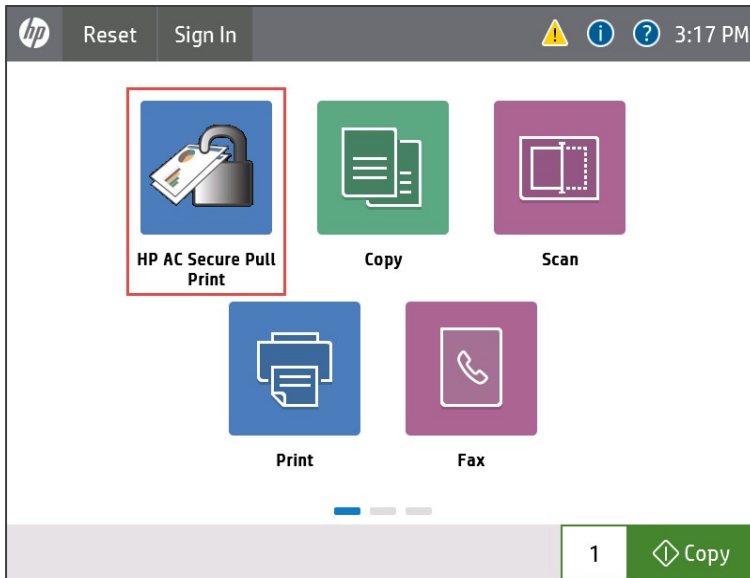 hp Reset Sign In i ? 3:17 PM
HP AC Secure Pull Print
Copy
Scan
Print
Fax
1 Copy